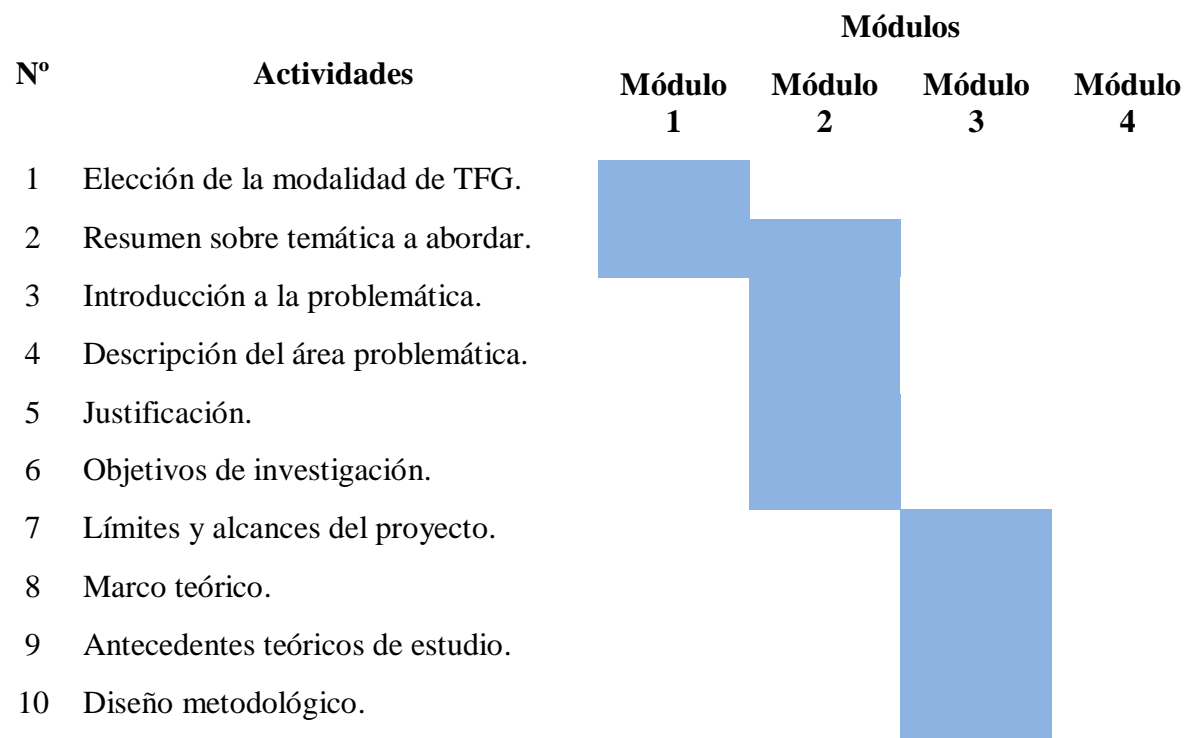 Módulos
Nº Actividades
Módulo 1 Módulo 2 Módulo 3 Módulo 4
1 Elección de la modalidad de TFG.
2 Resumen sobre temática a abordar.
3 Introducción a la problemática.
4 Descripción del área problemática.
5 Justificación.
6 Objetivos de investigación.
7 Límites y alcances del proyecto.
8 Marco teórico.
9 Antecedentes teóricos de estudio.
10 Diseño metodológico.